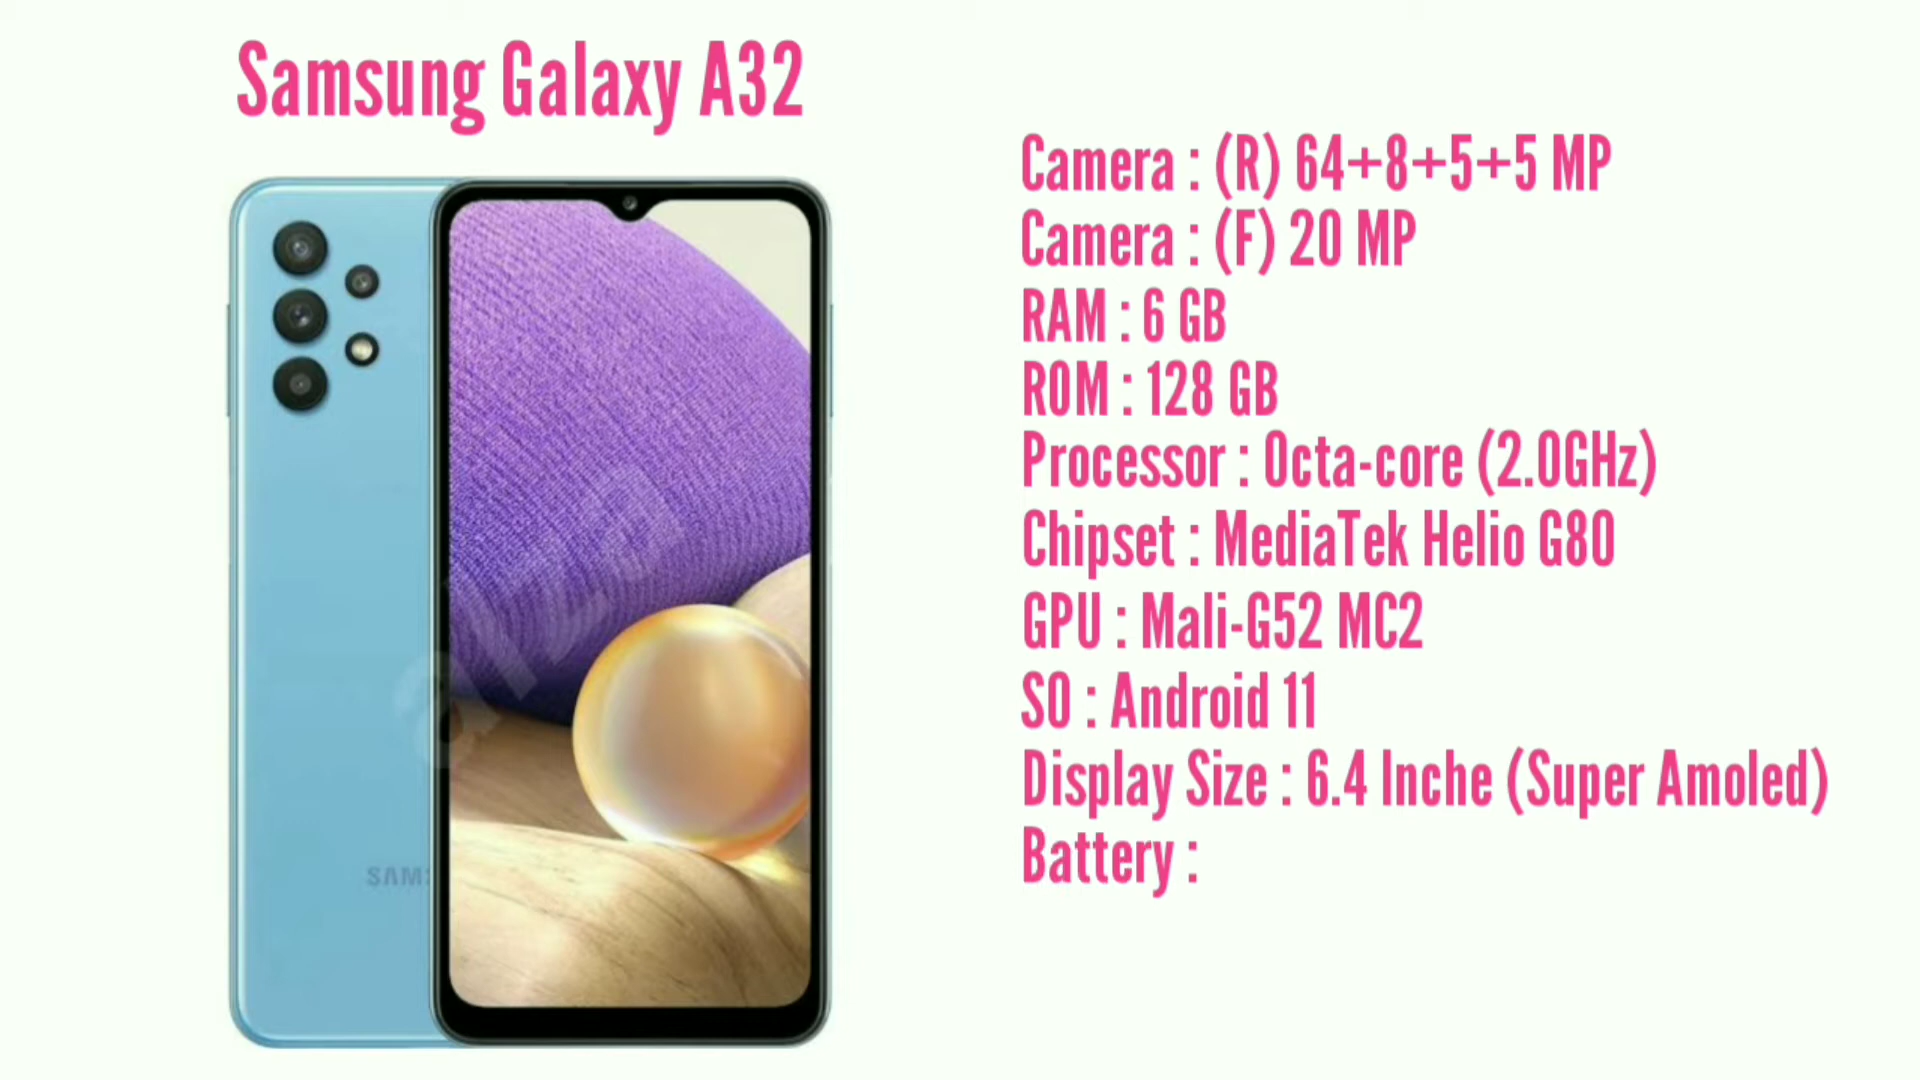 Samsung Galaxy A32
Camera : (R) 64+8+5+5 MP
Camera : (F) 20 MP
RAM : 6 GB
ROM : 128 GB
Processor : Octa-core (2.0GHz)
Chipset : MediaTek Helio G80
GPU : Mali-G52 MC2
SO : Android 11
Display Size : 6.4 Inche (Super Amoled)
Battery :
SAMS
alza